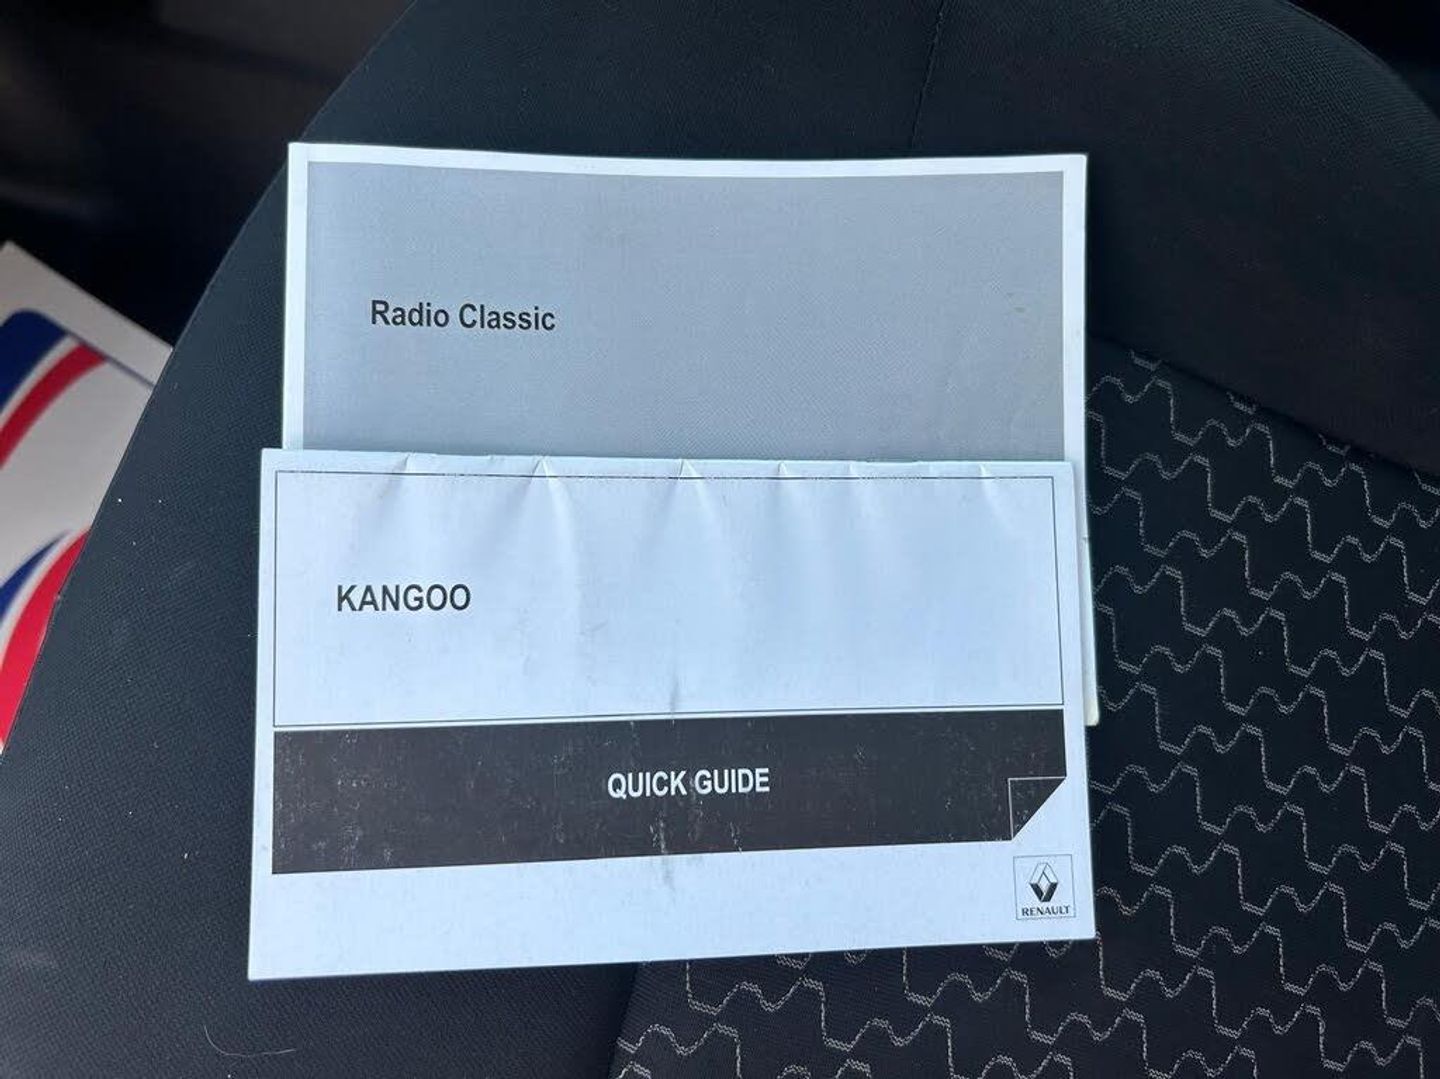 Radio Classic
KANGOO
QUICK GUIDE
RENAULT